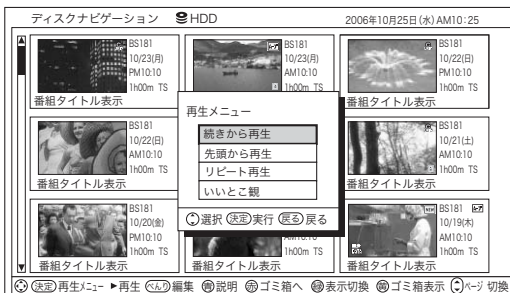 ディスクナビゲーション HDD 2006年10月25日(水)AM10:25
BS181
10/23(月)
PM10:10
1h00m TS
番組タイトル表示
BS181
10/23(月)
AM10:10
1h00m TS
BS181
10/22(日)
PM10:10
1h00m TS
番組タイトル表示
再生メニュー
続きから再生
先頭から再生
リピート再生
いいとこ観
選択 決定 実行 戻る 戻る
BS181
10/22(日)
AM10:10
1h00m TS
番組タイトル表示
BS181
10/21(土)
AM10:10
1h00m TS
番組タイトル表示
BS181
10/20(金)
PM10:10
1h00m TS
番組タイトル表示
AM10:10
1h00m TS
番組タイトル表示
BS181
10/19(木)
AM10:10
1h00m TS
番組タイトル表示
決定 再生メニュー ►再生 べんり 編集 青 説明 赤 ゴミ箱へ 緑 表示切換 黄 ゴミ箱表示 ページ切換